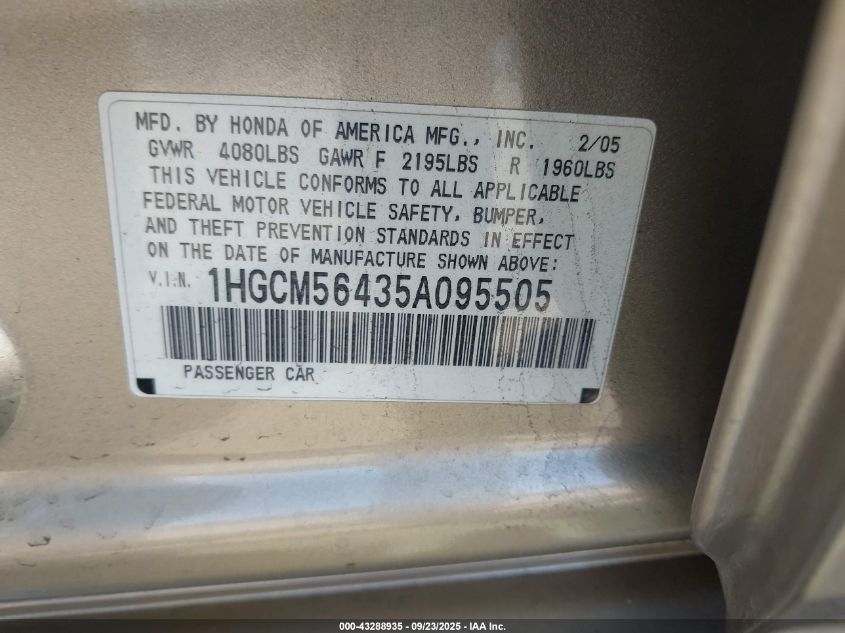 MFD. BY HONDA OF AMERICA MFG., INC. 2/05
GVWR 4080LBS GAWR F 2195LBS R 1960LBS
THIS VEHICLE CONFORMS TO ALL APPLICABLE
FEDERAL MOTOR VEHICLE SAFETY, BUMPER,
AND THEFT PREVENTION STANDARDS IN EFFECT
ON THE DATE OF MANUFACTURE SHOWN ABOVE:
V.I.N. 1HGCM56435A095505
PASSENGER CAR
000-43288935 - 09/23/2025 - IAA Inc.